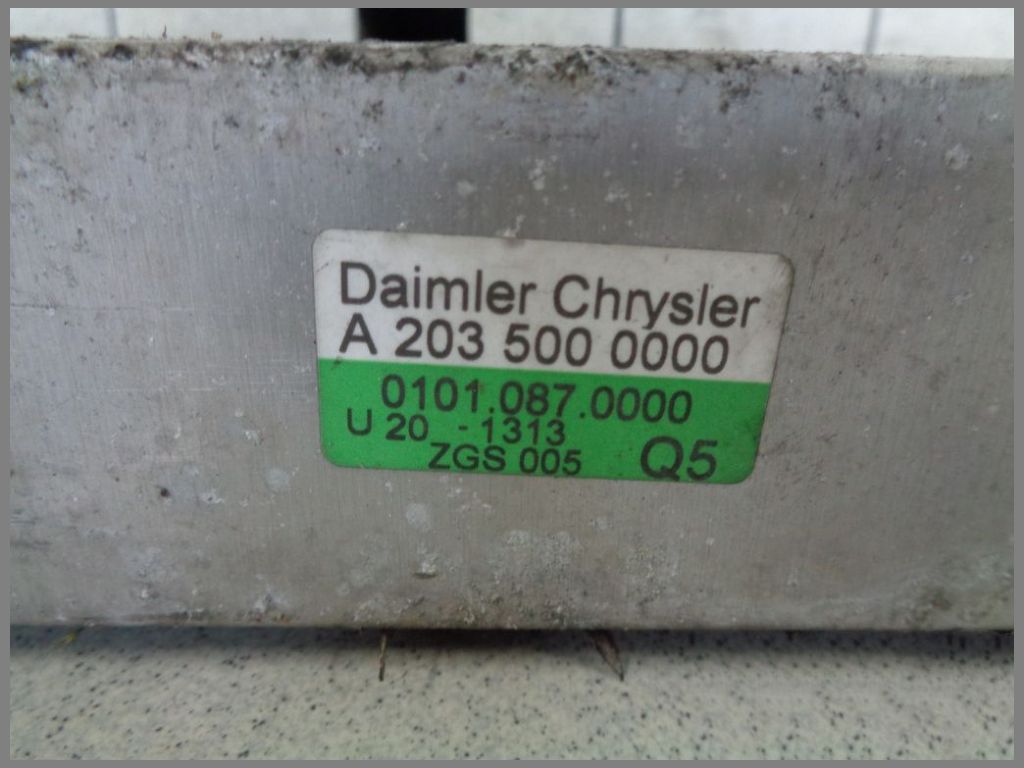 Daimler Chrysler
A 203 500 0000
0101.087.0000
U 20 - 1313
ZGS 005 Q5